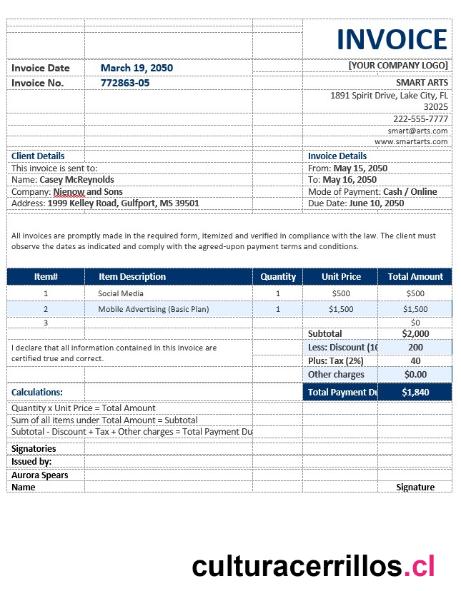 INVOICE
Invoice Date March 19, 2050 [YOUR COMPANY LOGO]
Invoice No. 772863-05 SMART ARTS
1891 Spirit Drive, Lake City, FL
32025
222-555-7777
smart@arts.com
www.smartarts.com
Client Details Invoice Details
This invoice is sent to: From: May 15, 2050
Name: Casey McReynolds To: May 16, 2050
Company: Nienow and Sons Mode of Payment: Cash / Online
Address: 1999 Kelley Road, Gulfport, MS 39501 Due Date: June 10, 2050
All invoices are promptly made in the required form, itemized and verified in compliance with the law. The client must
observe the dates as indicated and comply with the agreed-upon payment terms and conditions.
Item# Item Description Quantity Unit Price Total Amount
1 Social Media 1 $500 $500
2 Mobile Advertising (Basic Plan) 1 $1,500 $1,500
3 $0
Subtotal $2,000
I declare that all information contained in this invoice are Less: Discount (10 200
certified true and correct. Plus: Tax (2%) 40
Other charges $0.00
Calculations: Total Payment Du $1,840
Quantity x Unit Price = Total Amount
Sum of all items under Total Amount = Subtotal
Subtotal - Discount + Tax + Other charges = Total Payment Du
Signatories
Issued by:
Aurora Spears
Name Signature
culturacerrillos.cl